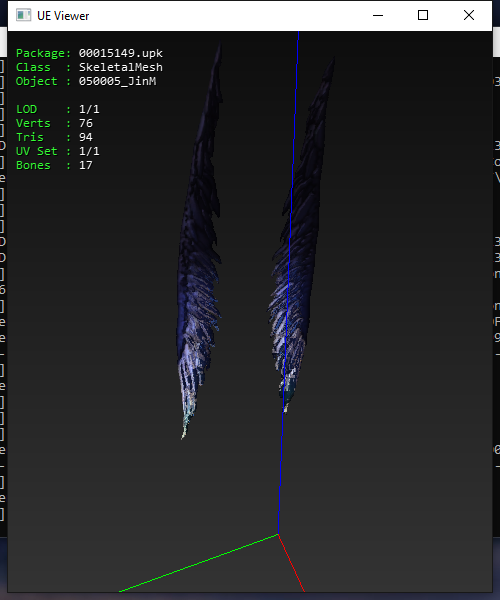 UE Viewer
Package: 00015149.upk
Class : SkeletalMesh
Object : 050005_JinM
LOD : 1/1
Verts : 76
Tris : 94
UV Set : 1/1
Bones : 17